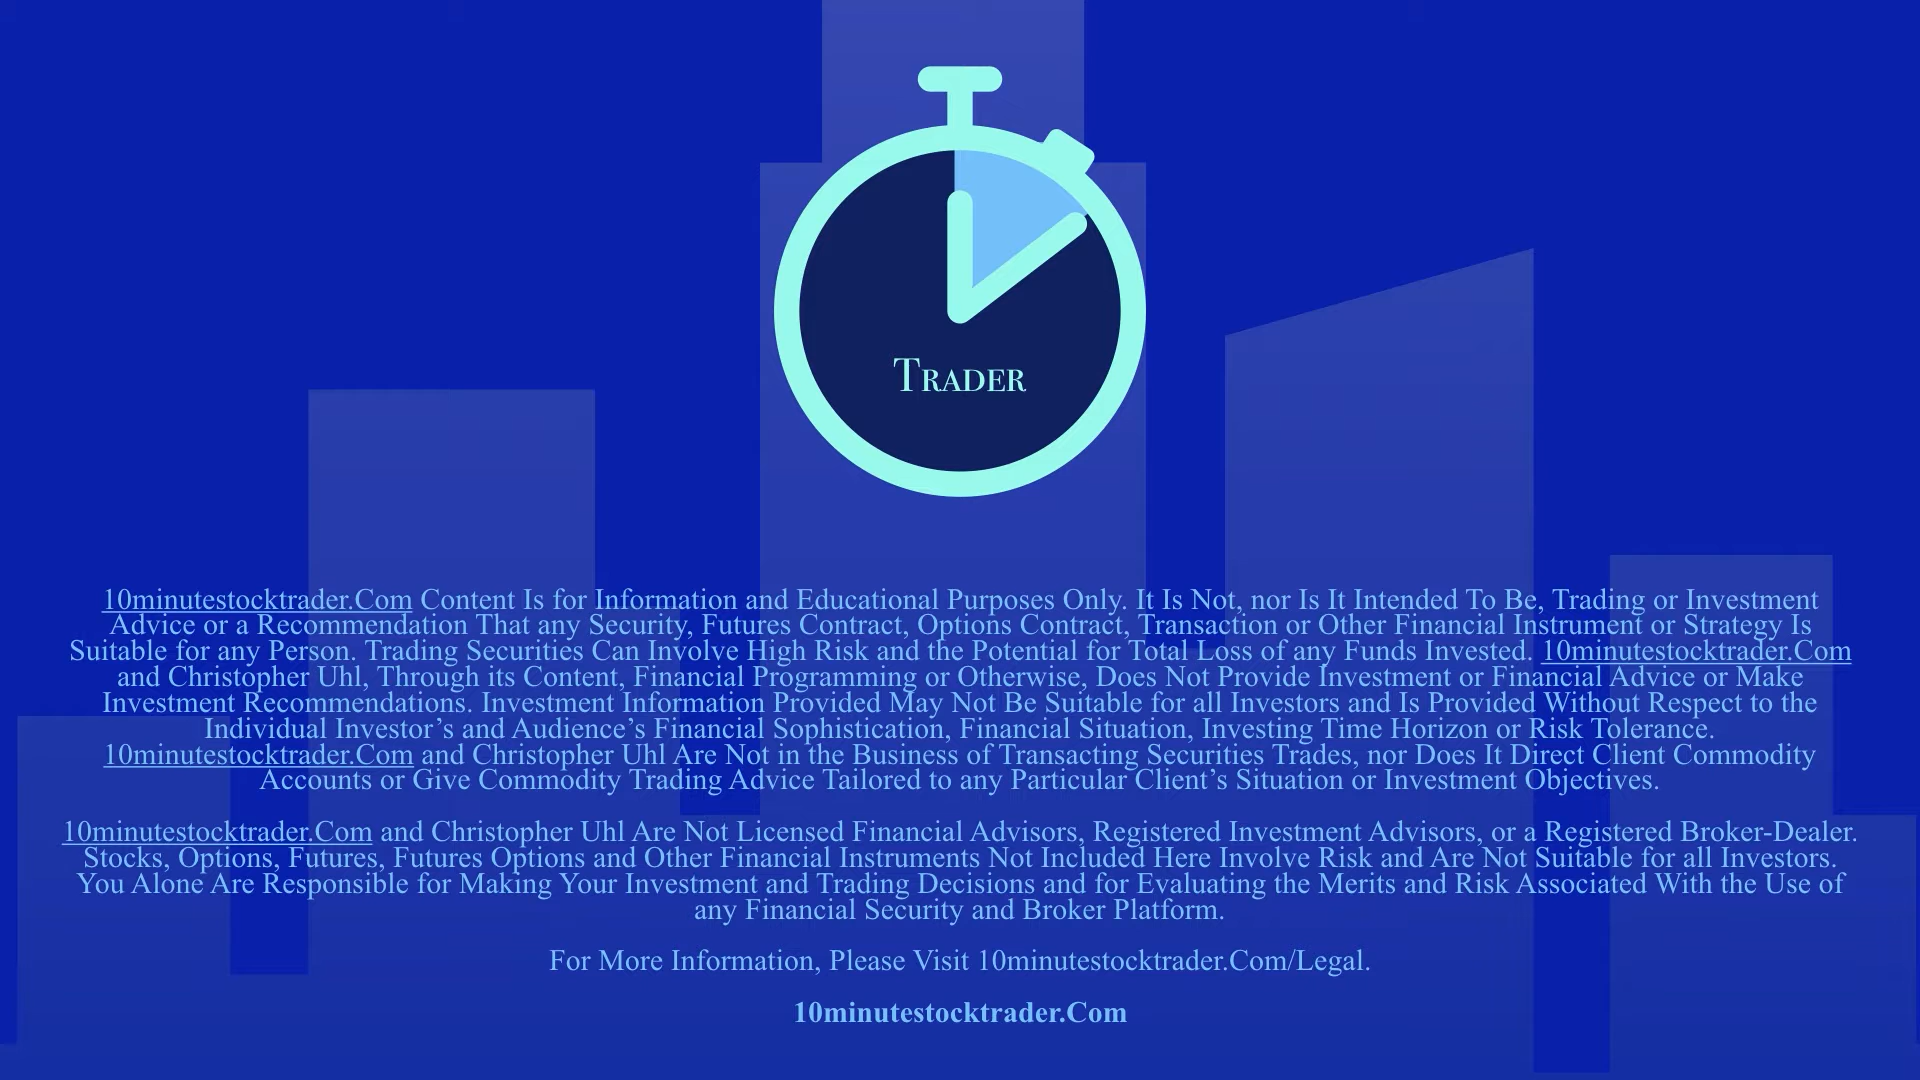 Trader
10minutestocktrader.Com Content Is for Information and Educational Purposes Only. It Is Not, nor Is It Intended To Be, Trading or Investment
Advice or a Recommendation That any Security, Futures Contract, Options Contract, Transaction or Other Financial Instrument or Strategy Is
Suitable for any Person. Trading Securities Can Involve High Risk and the Potential for Total Loss of any Funds Invested. 10minutestocktrader.Com
and Christopher Uhl, Through its Content, Financial Programming or Otherwise, Does Not Provide Investment or Financial Advice or Make
Investment Recommendations. Investment Information Provided May Not Be Suitable for all Investors and Is Provided Without Respect to the
Individual Investor’s and Audience’s Financial Sophistication, Financial Situation, Investing Time Horizon or Risk Tolerance.
10minutestocktrader.Com and Christopher Uhl Are Not in the Business of Transacting Securities Trades, nor Does It Direct Client Commodity
Accounts or Give Commodity Trading Advice Tailored to any Particular Client’s Situation or Investment Objectives.
10minutestocktrader.Com and Christopher Uhl Are Not Licensed Financial Advisors, Registered Investment Advisors, or a Registered Broker-Dealer.
Stocks, Options, Futures, Futures Options and Other Financial Instruments Not Included Here Involve Risk and Are Not Suitable for all Investors.
You Alone Are Responsible for Making Your Investment and Trading Decisions and for Evaluating the Merits and Risk Associated With the Use of
any Financial Security and Broker Platform.
For More Information, Please Visit 10minutestocktrader.Com/Legal.
10minutestocktrader.Com